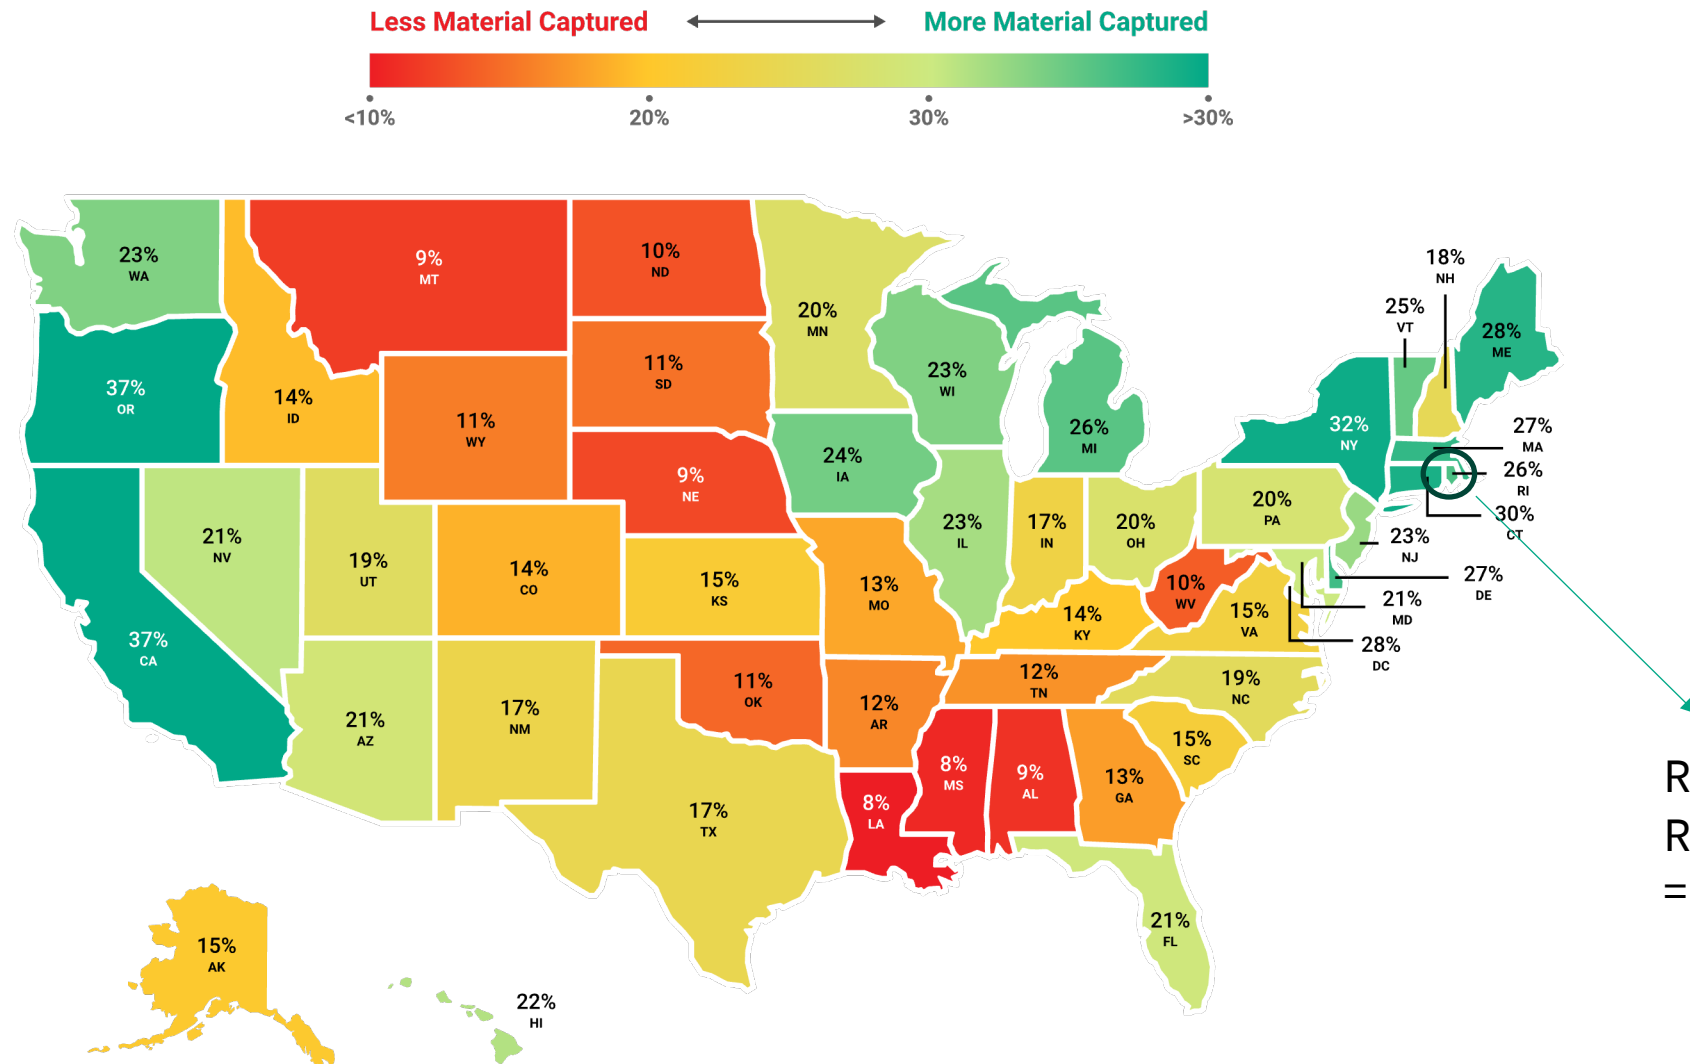 Less Material Captured More Material Captured
<10% 20% 30% >30%
23%
WA
9%
MT
10%
ND
20%
MN
18%
NH
25%
VT
28%
ME
37%
OR
14%
ID
11%
WY
11%
SD
23%
WI
26%
MI
32%
NY
27%
MA
26%
RI
30%
CT
9%
NE
24%
IA
23%
IL
17%
IN
20%
OH
20%
PA
23%
NJ
27%
DE
21%
MD
28%
DC
21%
NV
19%
UT
14%
CO
15%
KS
13%
MO
14%
KY
10%
WV
15%
VA
37%
CA
21%
AZ
17%
NM
11%
OK
12%
AR
12%
TN
19%
NC
15%
SC
17%
TX
8%
LA
8%
MS
9%
AL
13%
GA
21%
FL
15%
AK
22%
HI
R
R
=